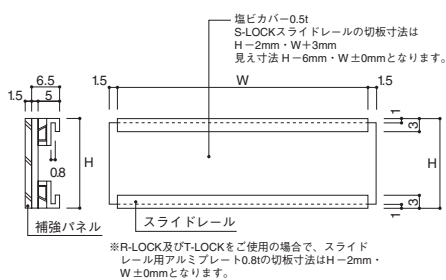 塩ビカバー0.5t
S-LOCKスライドレールの切板寸法は
H－2mm・W＋3mm
見え寸法 H－6mm・W±0mmとなります。
6.5
1.5
5
1.5
W
1.5
1
3
H
0.8
H
3
1
補強パネル
スライドレール
※R-LOCK及びT-LOCKをご使用の場合で、スライド
レール用アルミプレート0.8tの切板寸法はH－2mm・
W±0mmとなります。